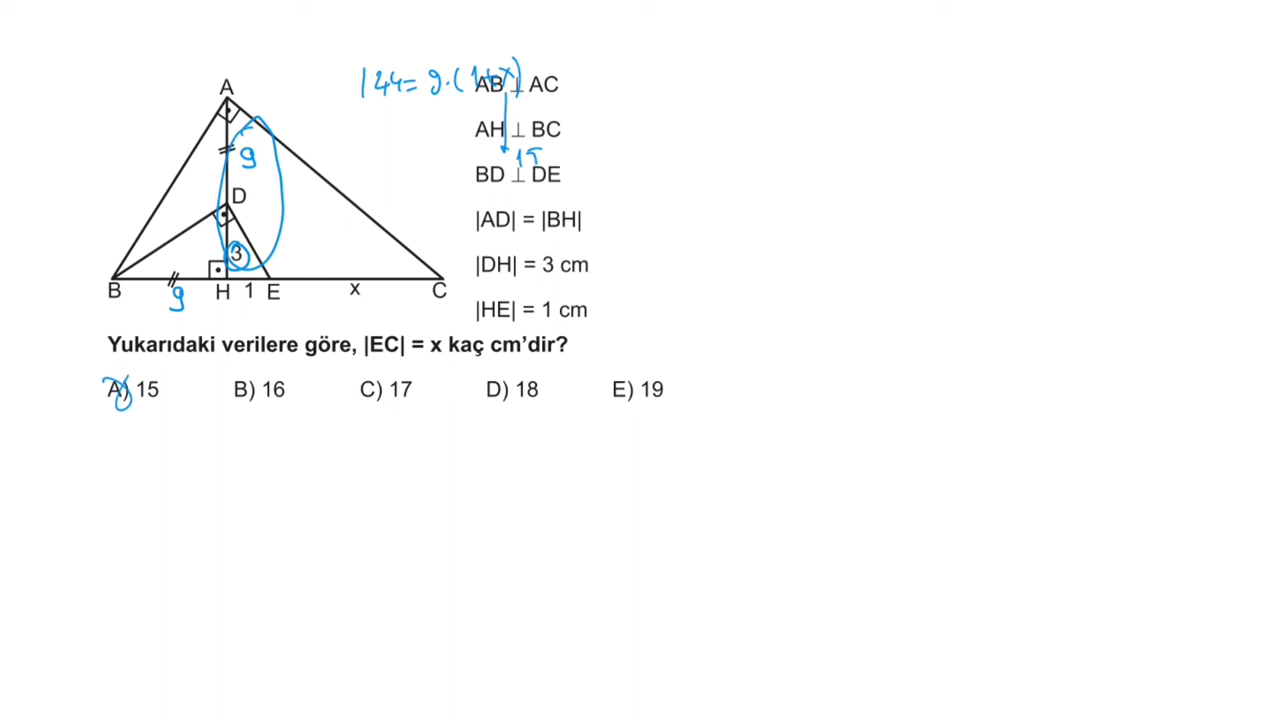 144=9·(1+x)
15
A
9
D
3
B H 1 E x C
9
AB ⊥ AC
AH ⊥ BC
BD ⊥ DE
|AD| = |BH|
|DH| = 3 cm
|HE| = 1 cm
Yukarıdaki verilere göre, |EC| = x kaç cm’dir?
A) 15 B) 16 C) 17 D) 18 E) 19